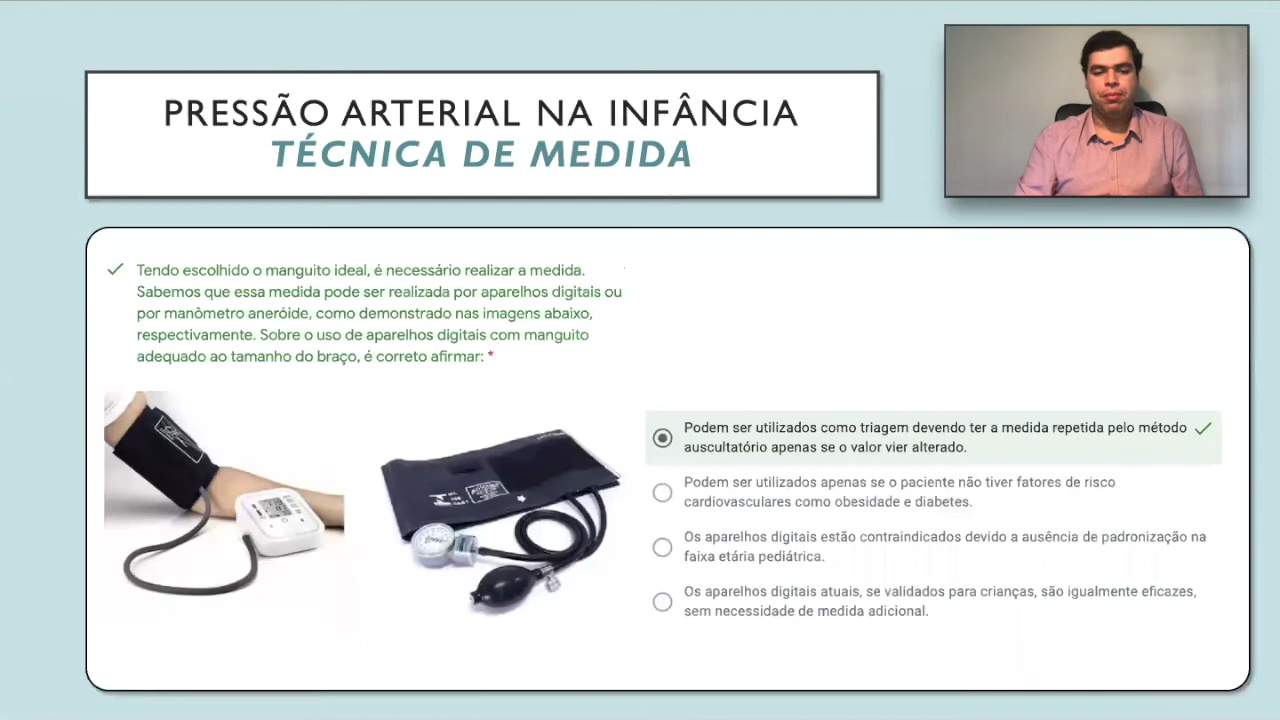 PRESSÃO ARTERIAL NA INFÂNCIA
TÉCNICA DE MEDIDA
Tendo escolhido o manguito ideal, é necessário realizar a medida.
Sabemos que essa medida pode ser realizada por aparelhos digitais ou
por manômetro aneróide, como demonstrado nas imagens abaixo,
respectivamente. Sobre o uso de aparelhos digitais com manguito
adequado ao tamanho do braço, é correto afirmar: *
Podem ser utilizados como triagem devendo ter a medida repetida pelo método
auscultatório apenas se o valor vier alterado.
Podem ser utilizados apenas se o paciente não tiver fatores de risco
cardiovasculares como obesidade e diabetes.
Os aparelhos digitais estão contraindicados devido a ausência de padronização na
faixa etária pediátrica.
Os aparelhos digitais atuais, se validados para crianças, são igualmente eficazes,
sem necessidade de medida adicional.